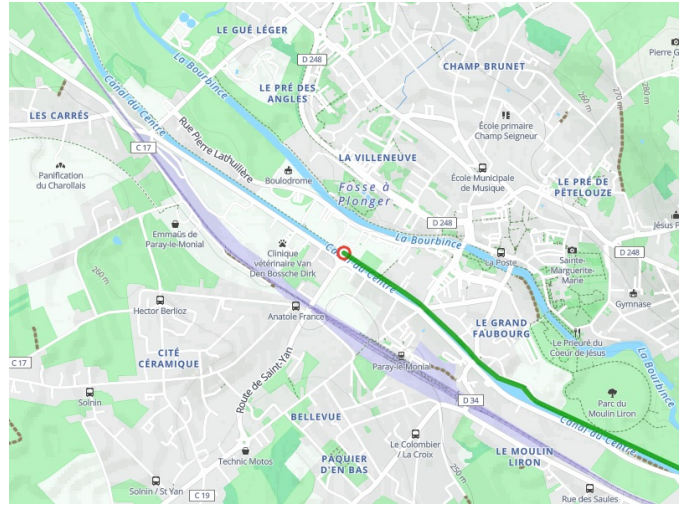 LE GUÉ LÉGER
La Bourbince
D 248
Pierre G
CHAMP BRUNET
280 m
270 m
260 m
Canal du Centre
LE PRÉ DES
ANGLES
LES CARRÉS
École primaire
Champ Seigneur
Rue Pierre Lathuillière
C 17
LA VILLENEUVE
Panification
du Charollais
Boulodrome
École Municipale
de Musique
Fosse à
Plonger
LE PRÉ DE
PÉTELOUZE
D 248
Jésus P
Emmaüs de
Paray-le-Monial
La Bourbince
Clinique
vétérinaire Van
Den Bossche Dirk
Canal du Centre
La Poste
Sainte-
Marguerite-
Marie
D 248
260 m
Gymnase
Hector Berlioz
Anatole France
LE GRAND
FAUBOURG
Le Prieuré du
Coeur de Jésus
La Bourbince
CITÉ
CÉRAMIQUE
C 17
Paray-le-Monial
Route de Saint-Yan
Solnin
D 34
Parc du
Moulin Liron
BELLEVUE
Canal du Centre
Le Colombier
/ La Croix
LE MOULIN
LIRON
Technic Motos
PÂQUIER
D'EN BAS
250 m
Solnin / St Yan
C 19
Rue des Saules